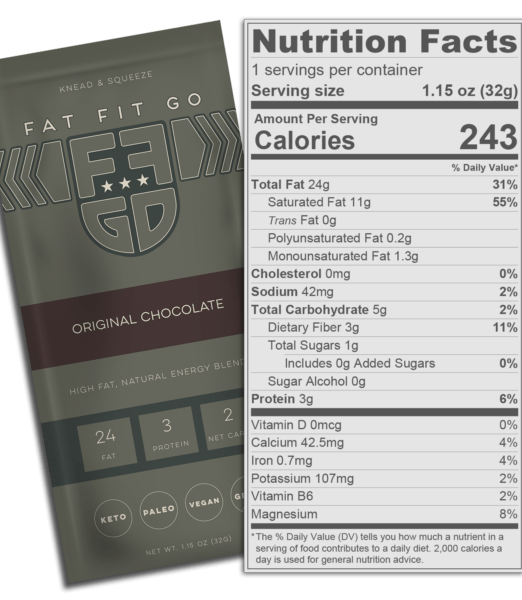 KNEAD & SQUEEZE
FAT FIT GO
FF
GO
ORIGINAL CHOCOLATE
HIGH FAT, NATURAL ENERGY BLEND
24 3 2
FAT PROTEIN NET
KETO PALEO VEGAN
NET WT. 1.15 OZ (32G)
Nutrition Facts
1 servings per container
Serving size 1.15 oz (32g)
Amount Per Serving
Calories 243
% Daily Value*
Total Fat 24g 31%
Saturated Fat 11g 55%
Trans Fat 0g
Polyunsaturated Fat 0.2g
Monounsaturated Fat 1.3g
Cholesterol 0mg 0%
Sodium 42mg 2%
Total Carbohydrate 5g 2%
Dietary Fiber 3g 11%
Total Sugars 1g
Includes 0g Added Sugars 0%
Sugar Alcohol 0g
Protein 3g 6%
Vitamin D 0mcg 0%
Calcium 42.5mg 4%
Iron 0.7mg 4%
Potassium 107mg 2%
Vitamin B6 2%
Magnesium 8%
*The % Daily Value (DV) tells you how much a nutrient in a
serving of food contributes to a daily diet. 2,000 calories a
day is used for general nutrition advice.